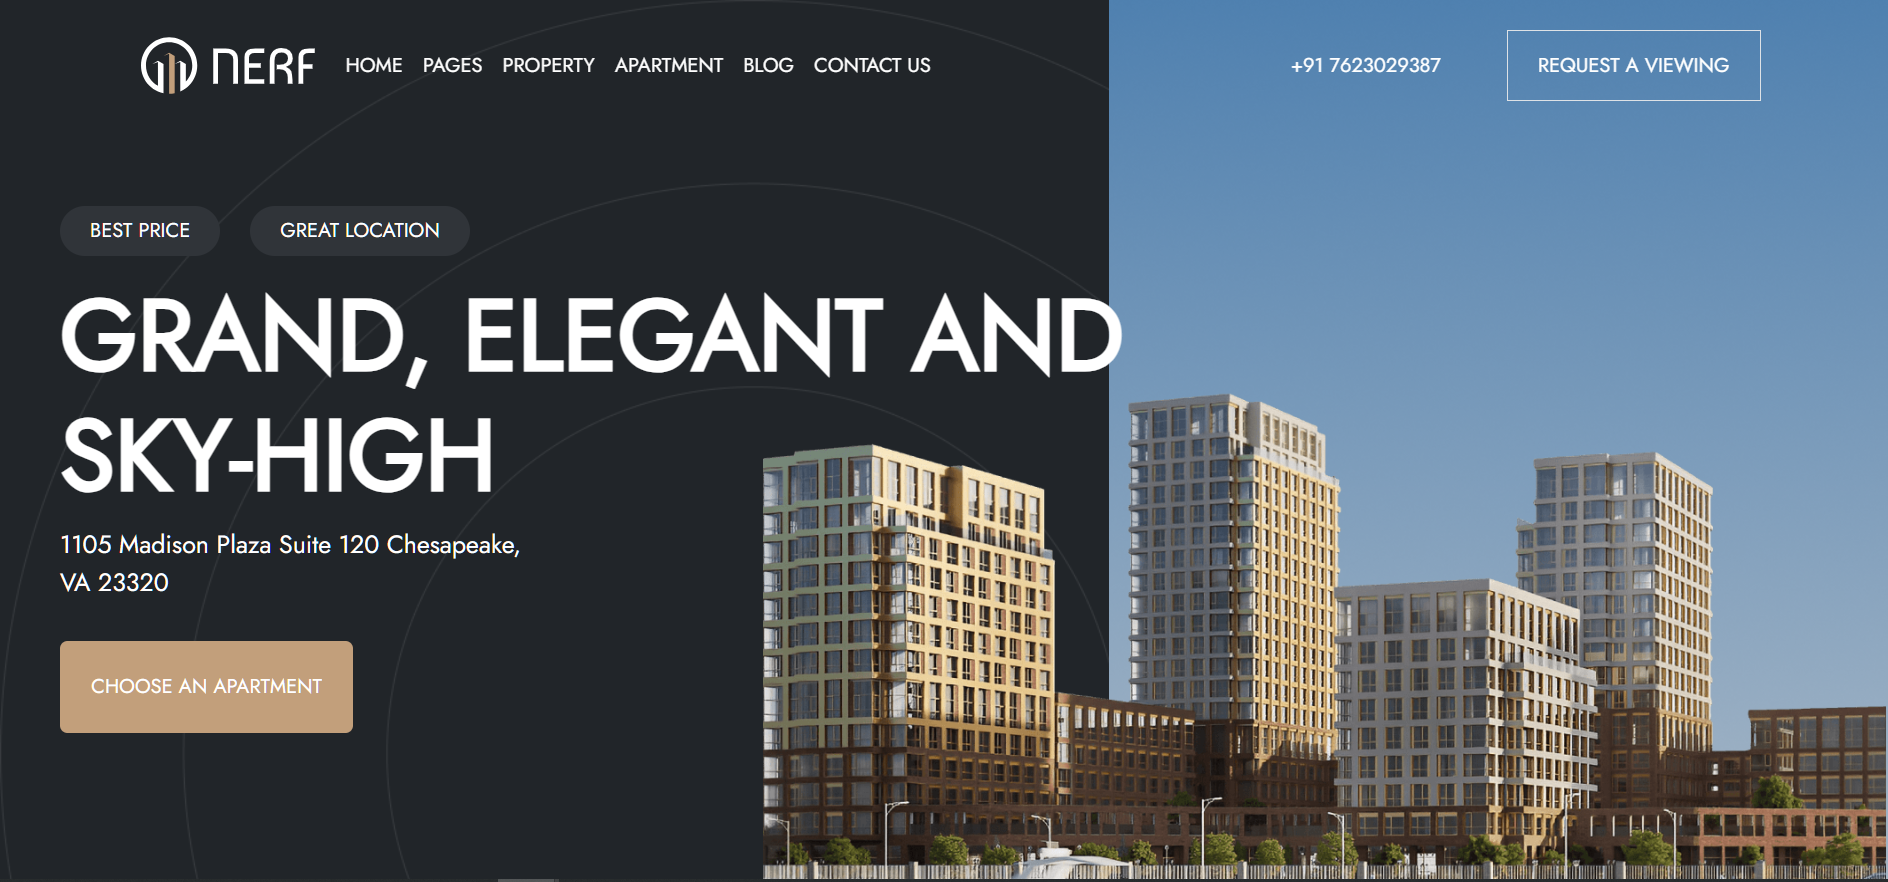 NERF
HOME PAGES PROPERTY APARTMENT BLOG CONTACT US
+91 7623029387
REQUEST A VIEWING
BEST PRICE
GREAT LOCATION
GRAND, ELEGANT AND
SKY-HIGH
1105 Madison Plaza Suite 120 Chesapeake,
VA 23320
CHOOSE AN APARTMENT